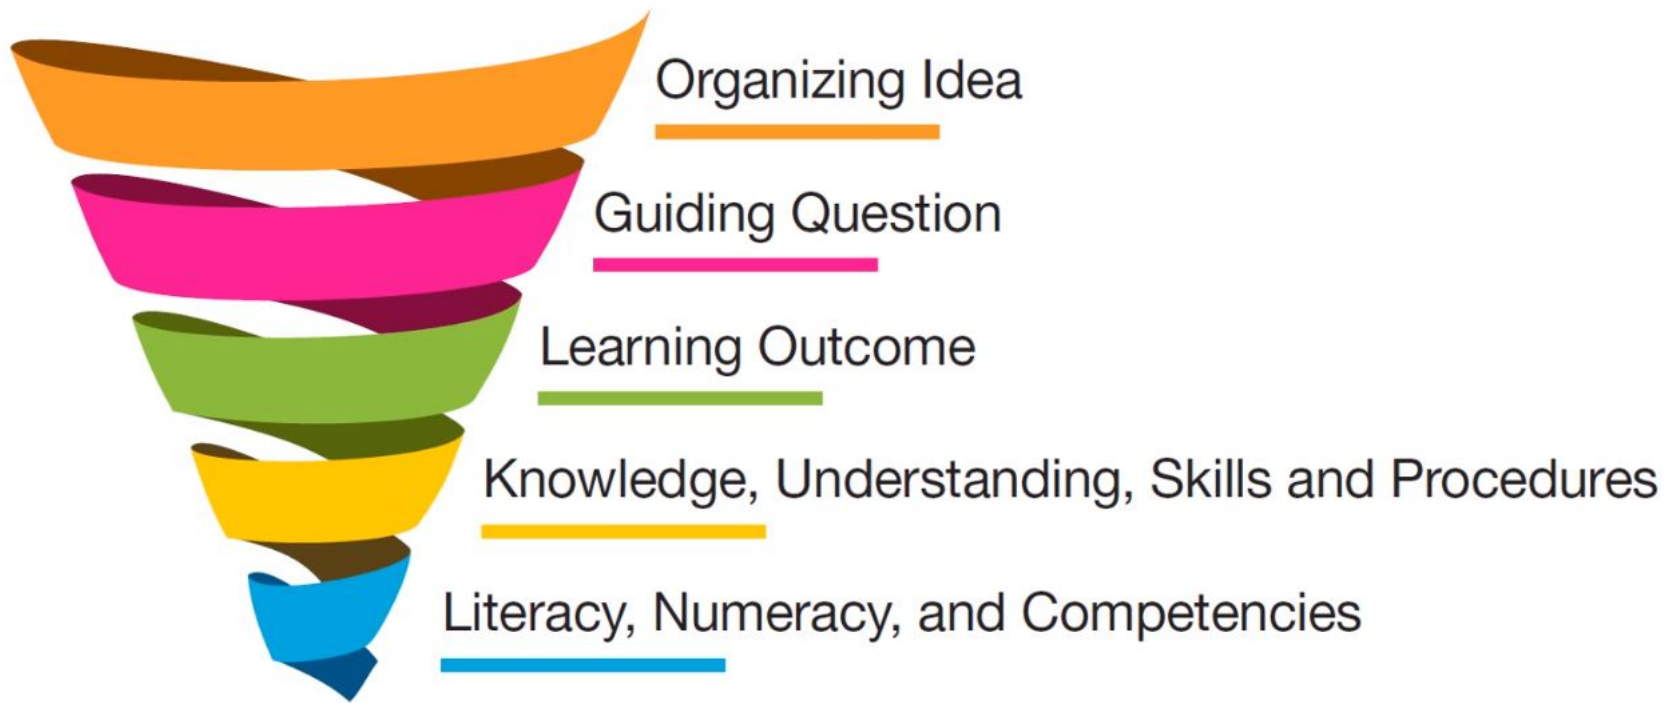 Organizing Idea
Guiding Question
Learning Outcome
Knowledge, Understanding, Skills and Procedures
Literacy, Numeracy, and Competencies